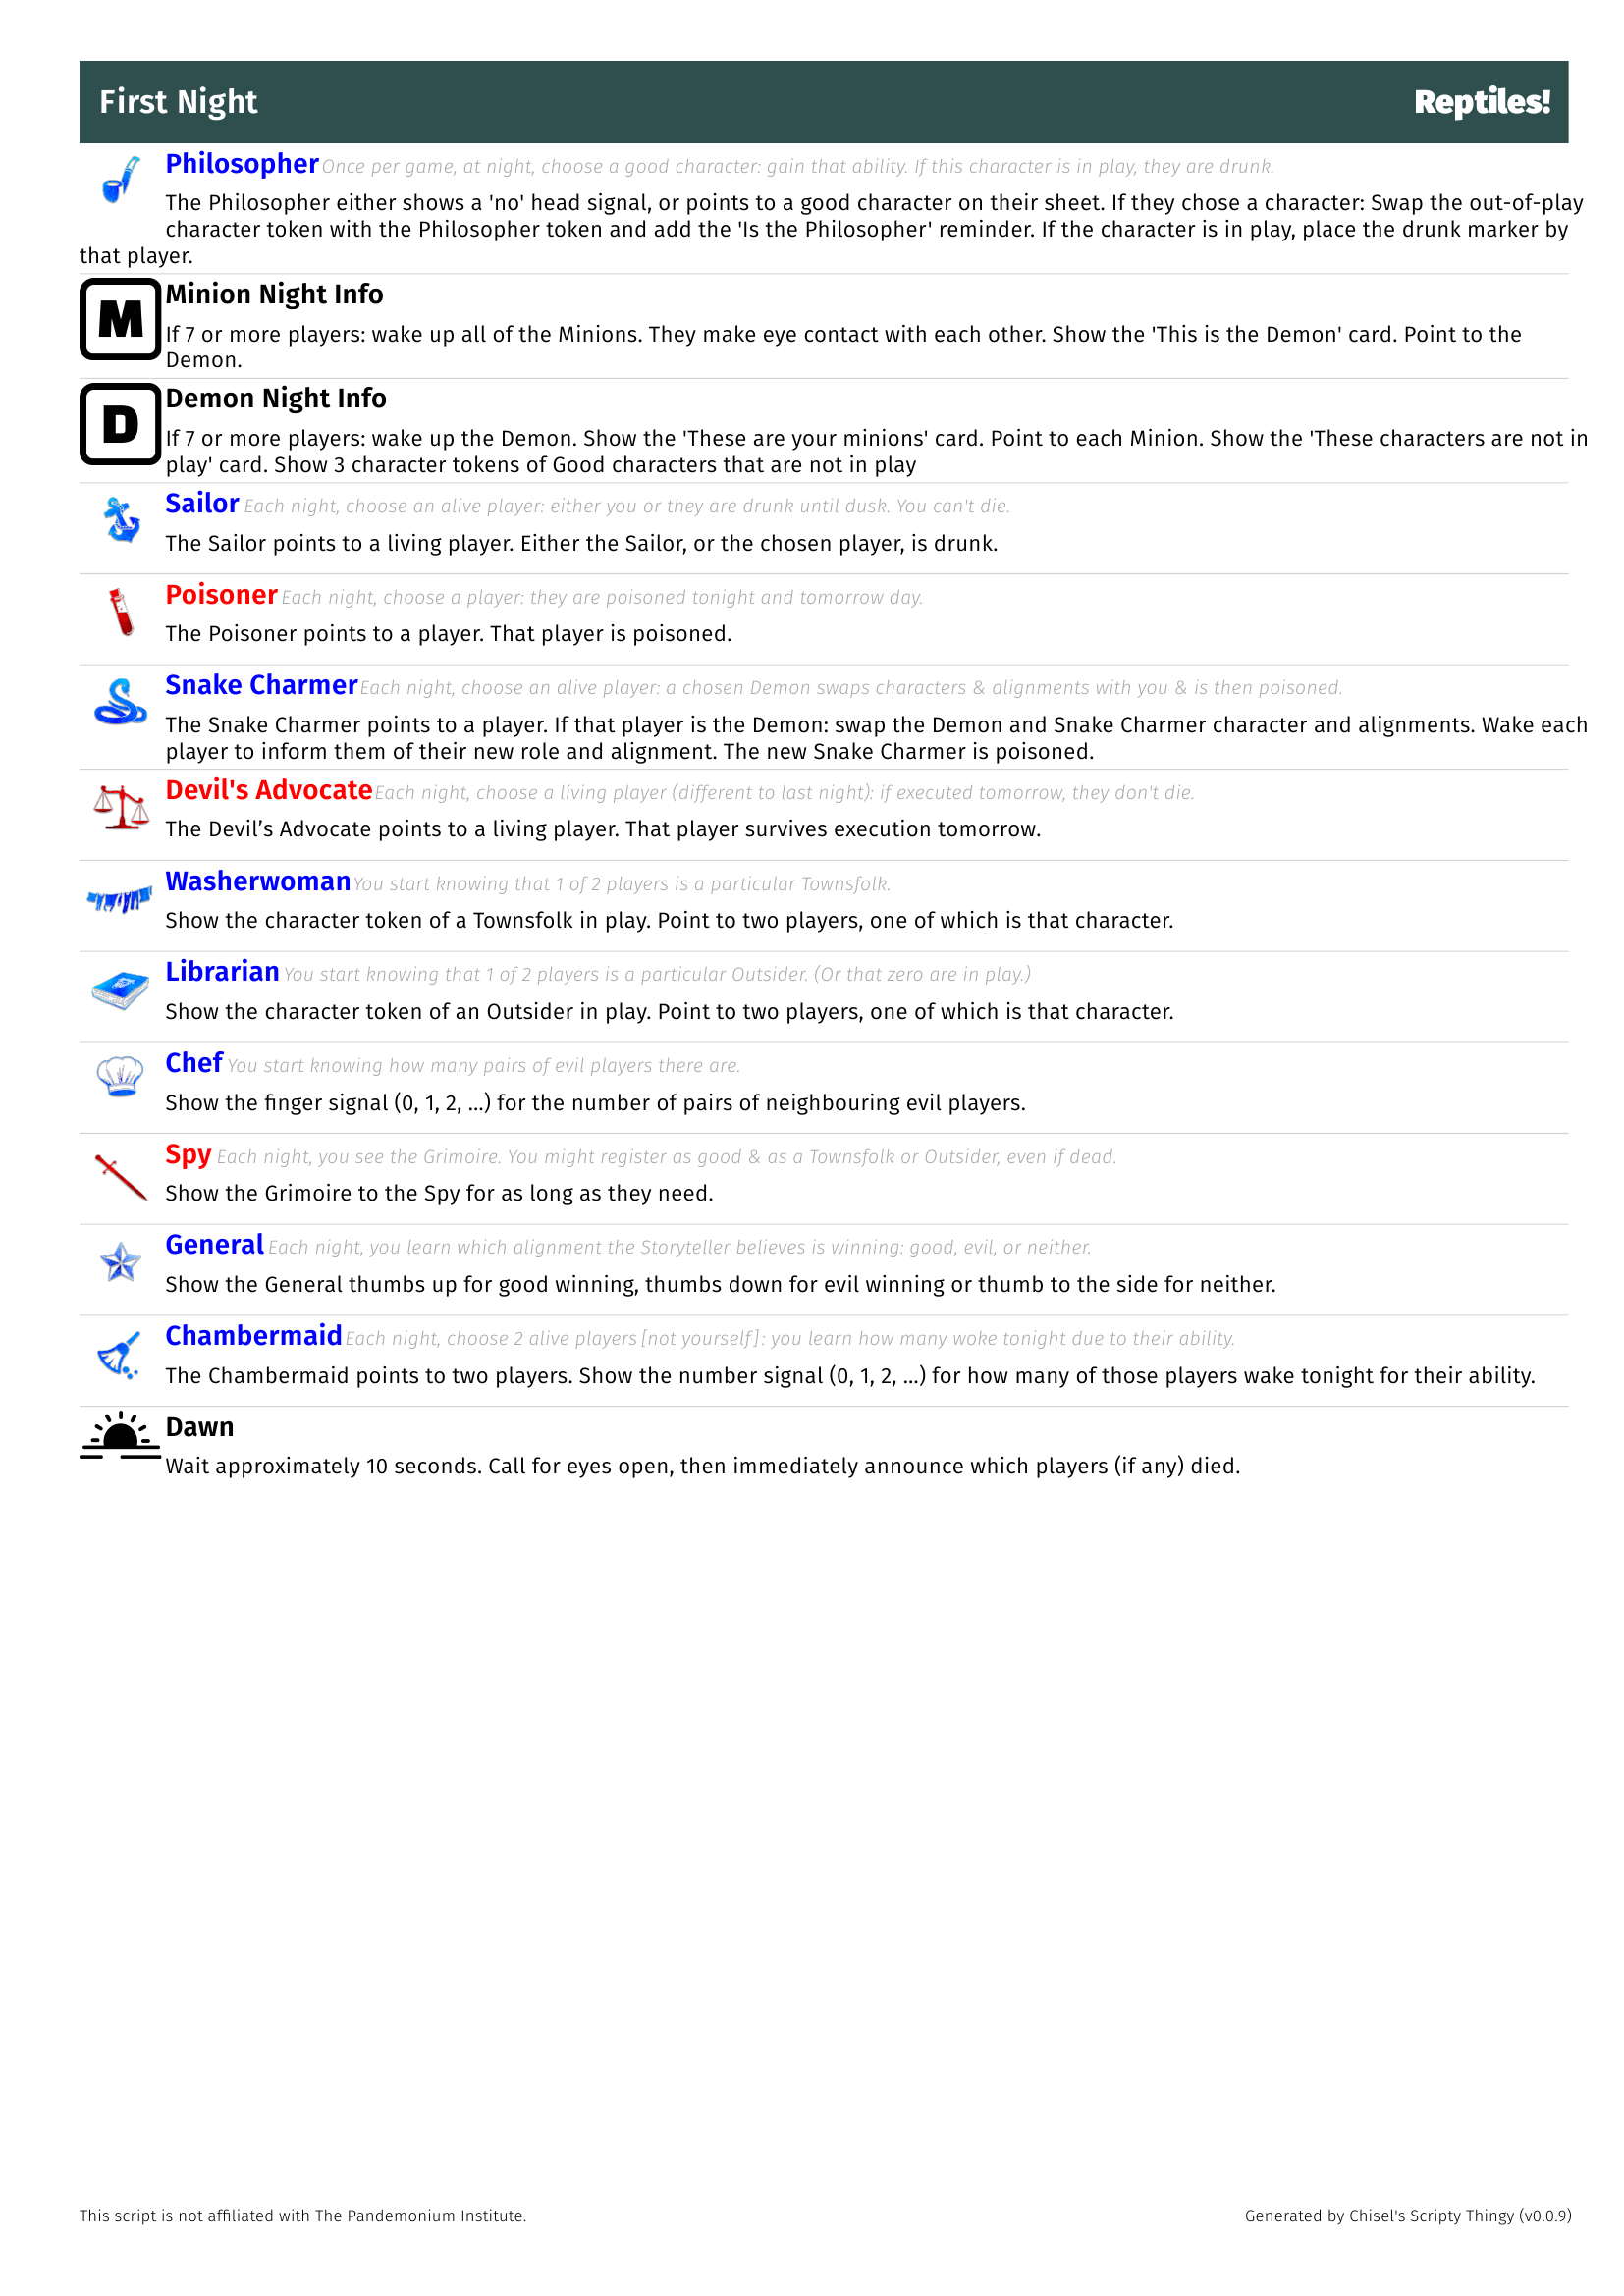 First Night
Reptiles!
Philosopher Once per game, at night, choose a good character: gain that ability. If this character is in play, they are drunk.
The Philosopher either shows a 'no' head signal, or points to a good character on their sheet. If they chose a character: Swap the out-of-play
character token with the Philosopher token and add the 'Is the Philosopher' reminder. If the character is in play, place the drunk marker by
that player.
M
Minion Night Info
If 7 or more players: wake up all of the Minions. They make eye contact with each other. Show the 'This is the Demon' card. Point to the
Demon.
D
Demon Night Info
If 7 or more players: wake up the Demon. Show the 'These are your minions' card. Point to each Minion. Show the 'These characters are not in
play' card. Show 3 character tokens of Good characters that are not in play
Sailor Each night, choose an alive player: either you or they are drunk until dusk. You can't die.
The Sailor points to a living player. Either the Sailor, or the chosen player, is drunk.
Poisoner Each night, choose a player: they are poisoned tonight and tomorrow day.
The Poisoner points to a player. That player is poisoned.
Snake Charmer Each night, choose an alive player: a chosen Demon swaps characters & alignments with you & is then poisoned.
The Snake Charmer points to a player. If that player is the Demon: swap the Demon and Snake Charmer character and alignments. Wake each
player to inform them of their new role and alignment. The new Snake Charmer is poisoned.
Devil's Advocate Each night, choose a living player (different to last night): if executed tomorrow, they don't die.
The Devil’s Advocate points to a living player. That player survives execution tomorrow.
Washerwoman You start knowing that 1 of 2 players is a particular Townsfolk.
Show the character token of a Townsfolk in play. Point to two players, one of which is that character.
Librarian You start knowing that 1 of 2 players is a particular Outsider. (Or that zero are in play.)
Show the character token of an Outsider in play. Point to two players, one of which is that character.
Chef You start knowing how many pairs of evil players there are.
Show the finger signal (0, 1, 2, …) for the number of pairs of neighbouring evil players.
Spy Each night, you see the Grimoire. You might register as good & as a Townsfolk or Outsider, even if dead.
Show the Grimoire to the Spy for as long as they need.
General Each night, you learn which alignment the Storyteller believes is winning: good, evil, or neither.
Show the General thumbs up for good winning, thumbs down for evil winning or thumb to the side for neither.
Chambermaid Each night, choose 2 alive players [not yourself]: you learn how many woke tonight due to their ability.
The Chambermaid points to two players. Show the number signal (0, 1, 2, …) for how many of those players wake tonight for their ability.
Dawn
Wait approximately 10 seconds. Call for eyes open, then immediately announce which players (if any) died.
This script is not affiliated with The Pandemonium Institute.
Generated by Chisel's Scripty Thingy (v0.0.9)